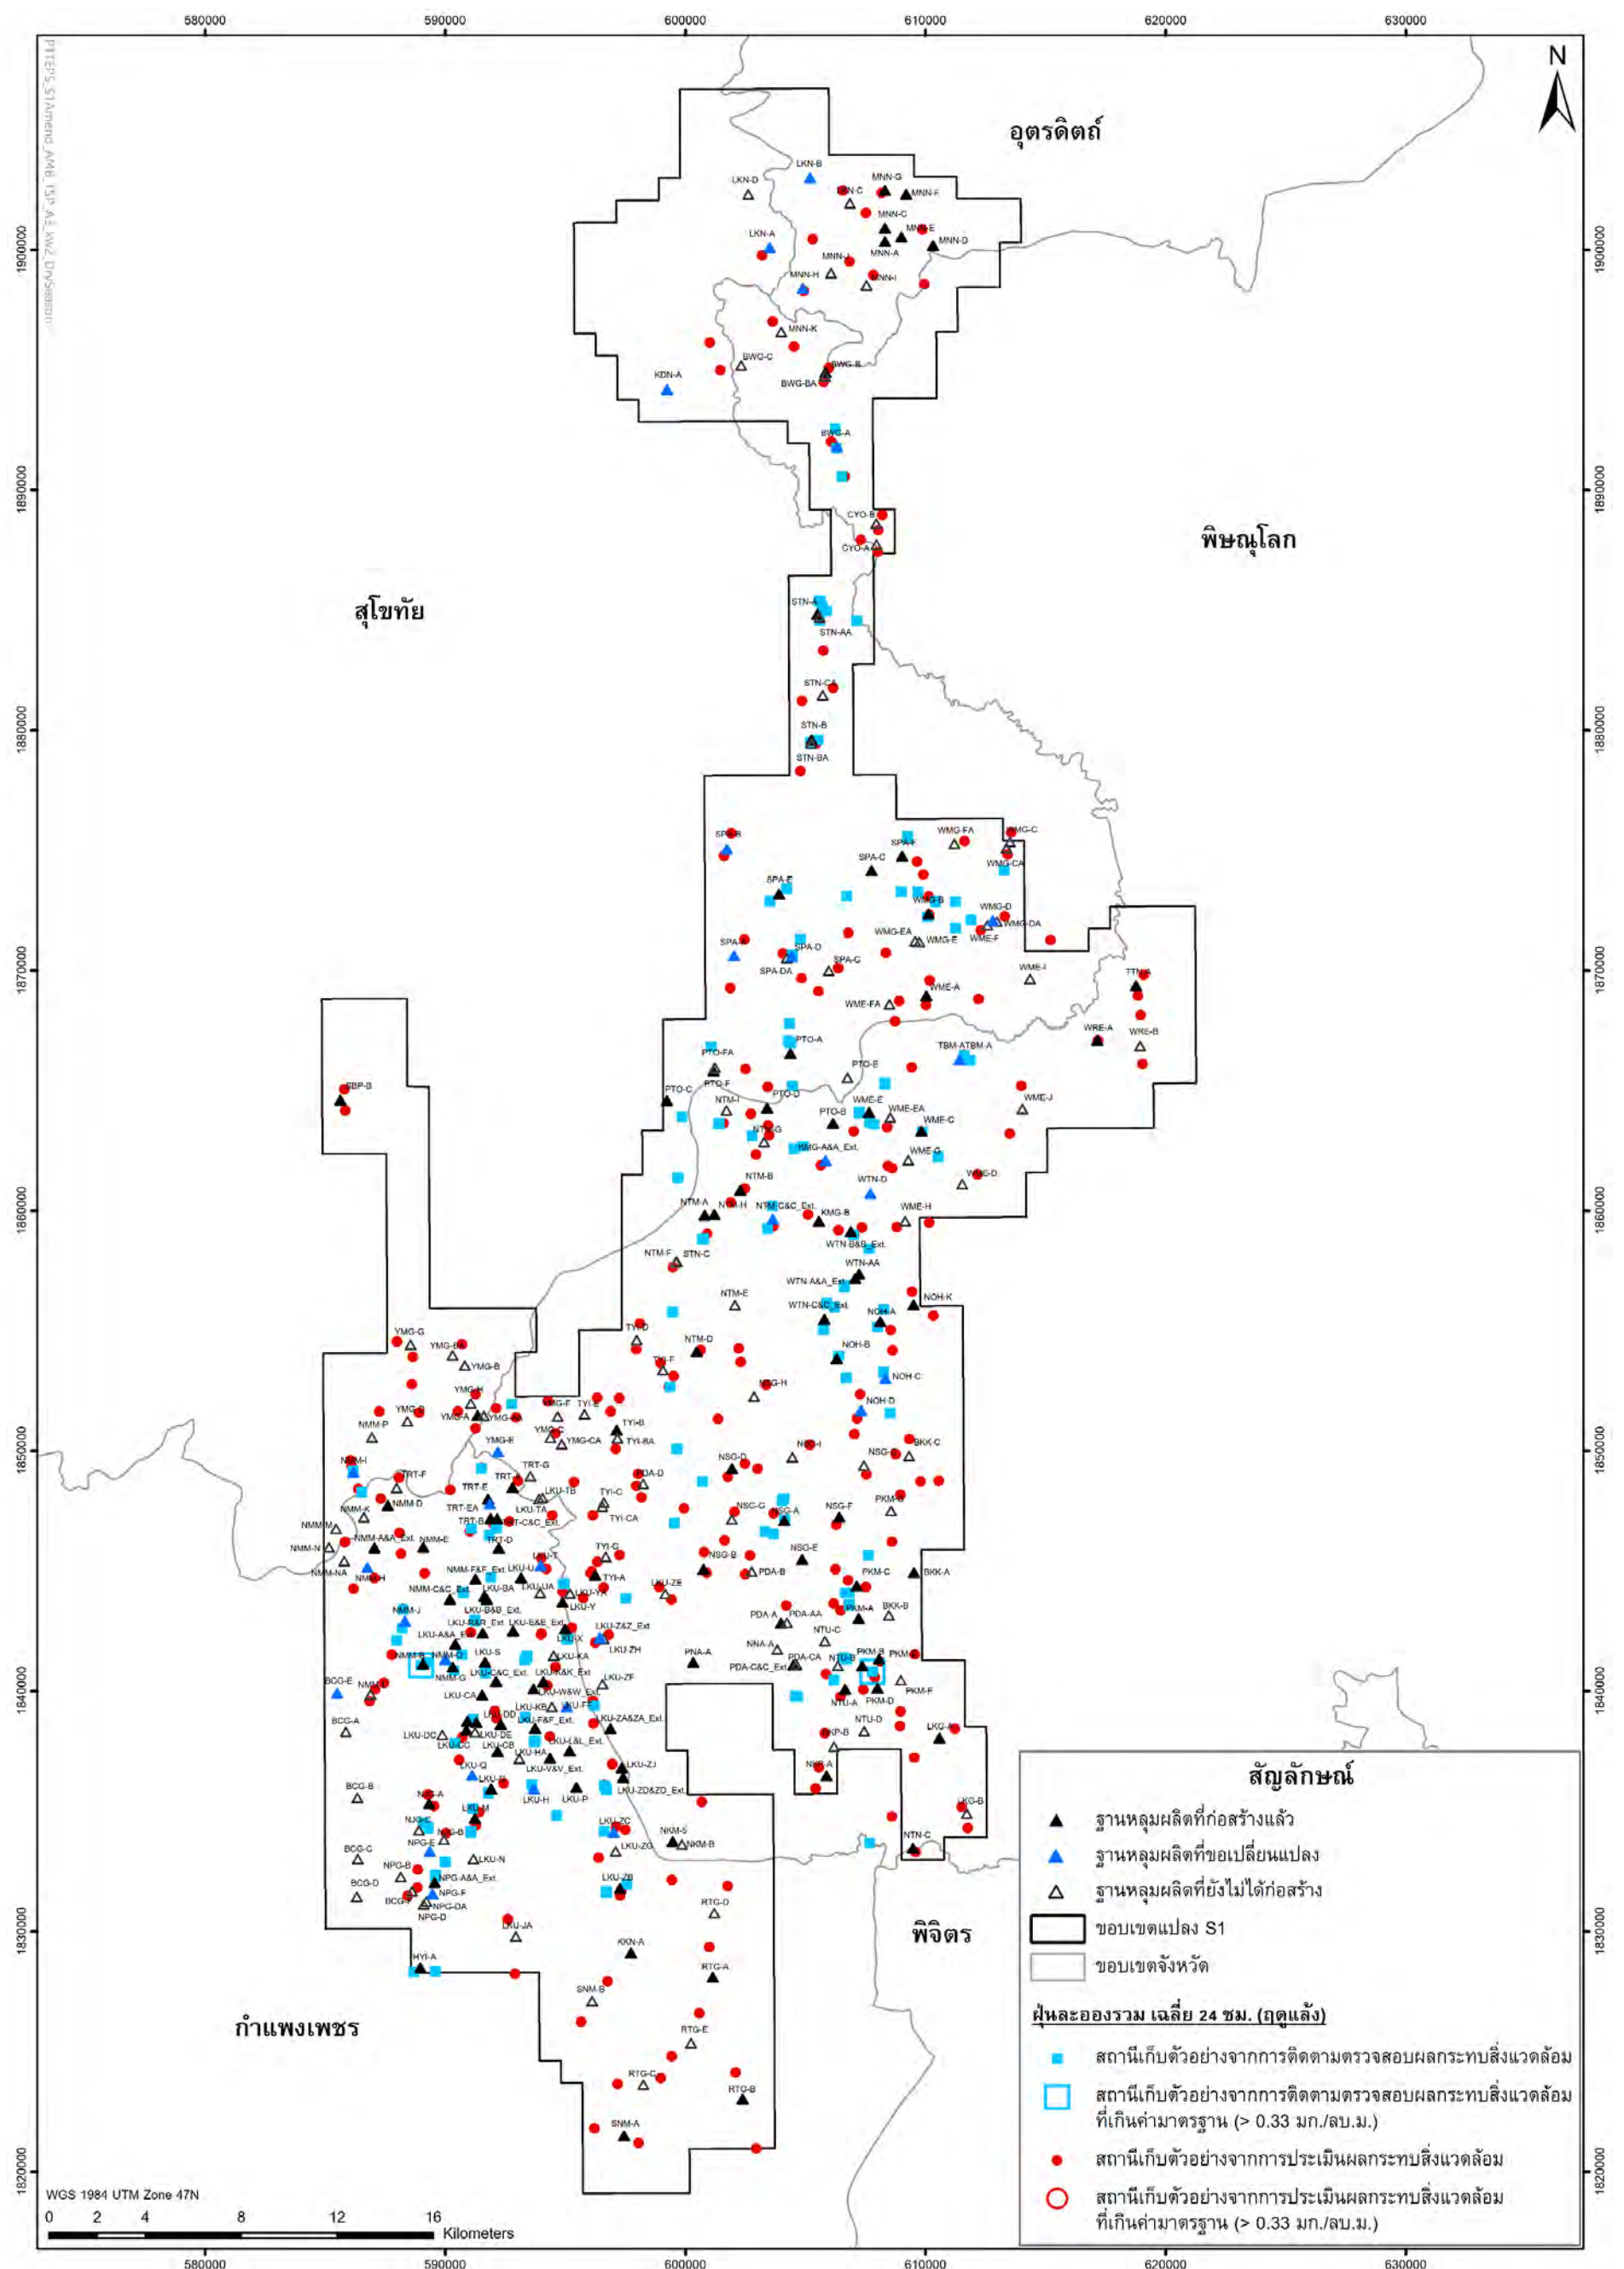 580000
590000
600000
610000
620000
630000
N
อุตรดิตถ์
LKN-B
LKN-D
LKN-C
MNN-G
MNN-F
MNN-C
MNN-E
MNN-D
MNN-A
LKN-A
MNN-J
MNN-H
MNN-I
MNN-K
BWG-C
BWG-B
KDN-A
BWG-BA
BWG-A
1900000
1890000
CYO-B
CYO-A
พิษณุโลก
สุโขทัย
STN-A
STN-AA
STN-CA
STN-B
STN-BA
1880000
SPA-B
SPA-F
SPA-C
SPA-E
WMG-FA
WMG-C
WMG-CA
WMG-B
WMG-D
WMG-DA
WMG-EA
WMG-E
WME-F
SPA-A
SPA-D
SPA-DA
SPA-G
WME-I
TTN-A
1870000
WME-FA
WME-A
WRE-A
WRE-B
SBP-B
PTO-FA
PTO-A
PTO-F
PTO-E
TBM-A
PTO-C
PTO-D
NTM-I
PTO-B
WME-E
WME-EA
WME-C
WME-J
NTM-G
KMG-A&A_Ext.
WME-G
WME-D
WTN-D
NTM-B
NTM-A
NTM-H
NTM-C&C_Ext.
KMG-B
WME-H
1860000
NTM-F
STN-C
WTN-B&B_Ext.
WTN-AA
WTN-A&A_Ext.
NTM-E
WTN-C&C_Ext.
NOH-K
NOH-A
NOH-B
NOH-C
NOH-D
YMG-G
YMG-B
TYI-D
NTM-D
TYI-F
NSG-H
YMG-H
YMG-A
YMG-F
TYI-E
TYI-B
TYI-BA
YMG-CA
YMG-E
NMM-P
NMM-I
1850000
NSG-I
NSG-D
BKK-C
TRT-F
TRT-G
PDA-D
TRT-E
TRT-EA
LKU-TB
LKU-TA
TYI-C
TYI-CA
NMM-D
NMM-K
NMM-M
NMM-N
NMM-NA
NMM-A&A_Ext.
NMM-E
TRT-D
NSG-G
NSG-A
NSG-F
NSG-E
NSG-B
PDA-B
TYI-G
TYI-A
PKM-C
BKK-A
BKK-B
NMM-H
NMM-F&F_Ext.
NMM-C&C_Ext.
LKU-BA
LKU-B&B_Ext.
LKU-UA
LKU-YA
LKU-Y
LKU-ZE
NMM-J
LKU-A&A_Ext.
LKU-E&E_Ext.
LKU-X
LKU-Z&Z_Ext.
LKU-ZH
PDA-A
PDA-AA
PKM-A
NTU-C
NNA-A
PDA-C&C_Ext.
PNA-A
PKM-B
PKM-F
PKM-D
NTU-A
NTU-D
NMM-G
LKU-S
LKU-KA
LKU-ZF
BCG-E
1840000
LKU-CA
LKU-W&W_Ext.
LKU-KB
LKU-FF
BCG-A
LKU-DC
LKU-DD
LKU-DE
LKU-F&F_Ext.
LKU-ZA&ZA_Ext.
LKU-CB
LKU-HA
LKU-L&L_Ext.
LKU-V&V_Ext.
LKU-Q
LKU-ZJ
LKU-ZD&ZD_Ext.
LKU-H
LKU-P
BKP-B
NKP-A
LKG-A
LKG-B
BCG-B
NJG-A
NJG-B
LKU-M
LKU-N
LKU-ZC
LKU-ZG
NKM-S
NKM-B
NTN-C
BCG-C
NPG-E
NPG-B
NPG-A&A_Ext.
BCG-D
NPG-F
NPG-DA
NPG-D
LKU-ZB
LKU-JA
RTG-D
1830000
HYI-A
KKN-A
RTG-A
พิจิตร
SNM-B
RTG-E
RTG-C
RTG-B
กำแพงเพชร
SNM-A
1820000
WGS 1984 UTM Zone 47N
0 2 4 8 12 16
Kilometers
สัญลักษณ์
ฐานหลุมผลิตที่ก่อสร้างแล้ว
ฐานหลุมผลิตที่ขอเปลี่ยนแปลง
ฐานหลุมผลิตที่ยังไม่ได้ก่อสร้าง
ขอบเขตแปลง S1
ขอบเขตจังหวัด
ฝุ่นละอองรวม เฉลี่ย 24 ชม. (ฤดูแล้ง)
สถานีเก็บตัวอย่างจากการติดตามตรวจสอบผลกระทบสิ่งแวดล้อม
สถานีเก็บตัวอย่างจากการติดตามตรวจสอบผลกระทบสิ่งแวดล้อม
ที่เกินค่ามาตรฐาน (> 0.33 มก./ลบ.ม.)
สถานีเก็บตัวอย่างจากการประเมินผลกระทบสิ่งแวดล้อม
สถานีเก็บตัวอย่างจากการประเมินผลกระทบสิ่งแวดล้อม
ที่เกินค่ามาตรฐาน (> 0.33 มก./ลบ.ม.)
580000
590000
600000
610000
620000
630000